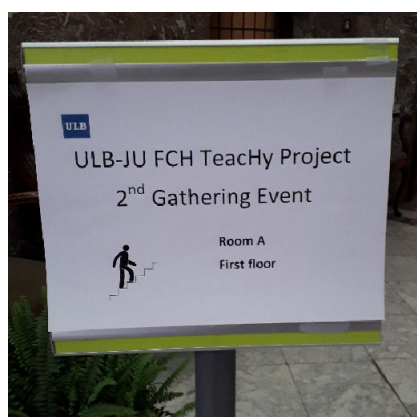 ULB
ULB-JU FCH TeacHy Project
2nd Gathering Event
Room A
First floor